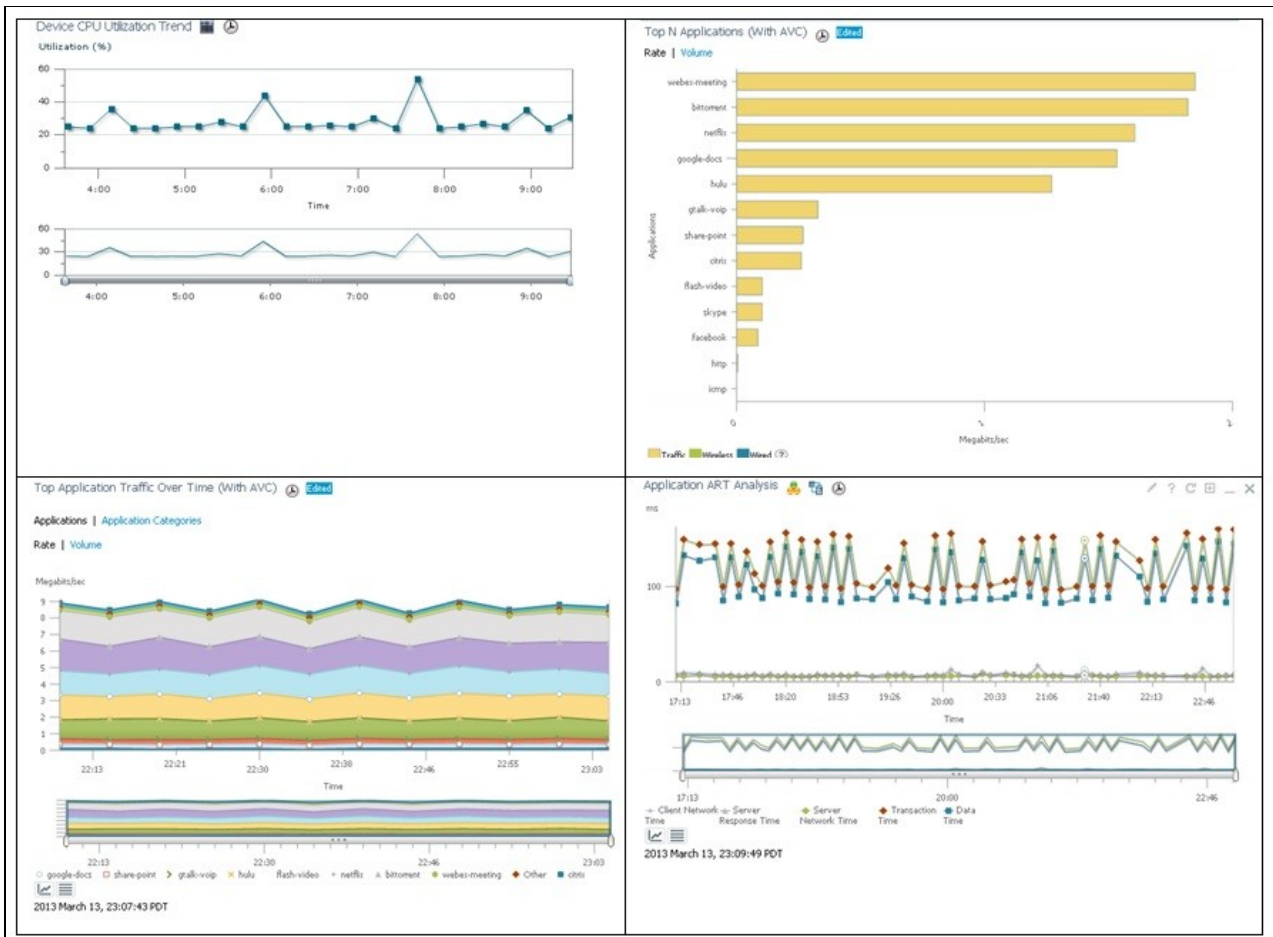 Device CPU Utilization Trend
Utilization (%)
60
40
20
0
4:00 5:00 6:00 7:00 8:00 9:00
Time
60
30
0
4:00 5:00 6:00 7:00 8:00 9:00
Top N Applications (With AVC) Edited
Rate | Volume
webex-meeting
bittorrent
netflix
google-docs
hulu
gtalk-voip
share-point
citrix
flash-video
skype
facebook
http
icmp
Applications
0 1 2
Megabits/sec
Traffic Wireless Wired (?)
Top Application Traffic Over Time (With AVC) Edited
Applications | Application Categories
Rate | Volume
Megabits/sec
9
8
7
6
5
4
3
2
1
0
22:13 22:21 22:30 22:38 22:46 22:55 23:03
Time
22:13 22:30 22:46 23:03
google-docs share-point gtalk-voip hulu flash-video netflix bittorrent webex-meeting Other citrix
2013 March 13, 23:07:43 PDT
Application ART Analysis
ms
100
0
17:13 17:46 18:20 18:53 19:26 20:00 20:33 21:06 21:40 22:13 22:46
Time
17:13 20:00 22:46
Client Network Server Server Transaction Data
Time Response Time Network Time Time Time
2013 March 13, 23:09:49 PDT